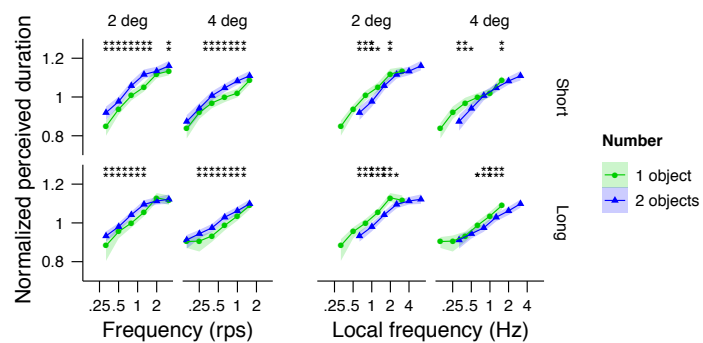 2 deg 4 deg 2 deg 4 deg
Normalized perceived duration
1.2
1
0.8
1.2
1
0.8
Short
Long
.25 .5 1 2 .25 .5 1 2 .25 .5 1 2 4 .25 .5 1 2 4
Frequency (rps) Local frequency (Hz)
Number
1 object
2 objects